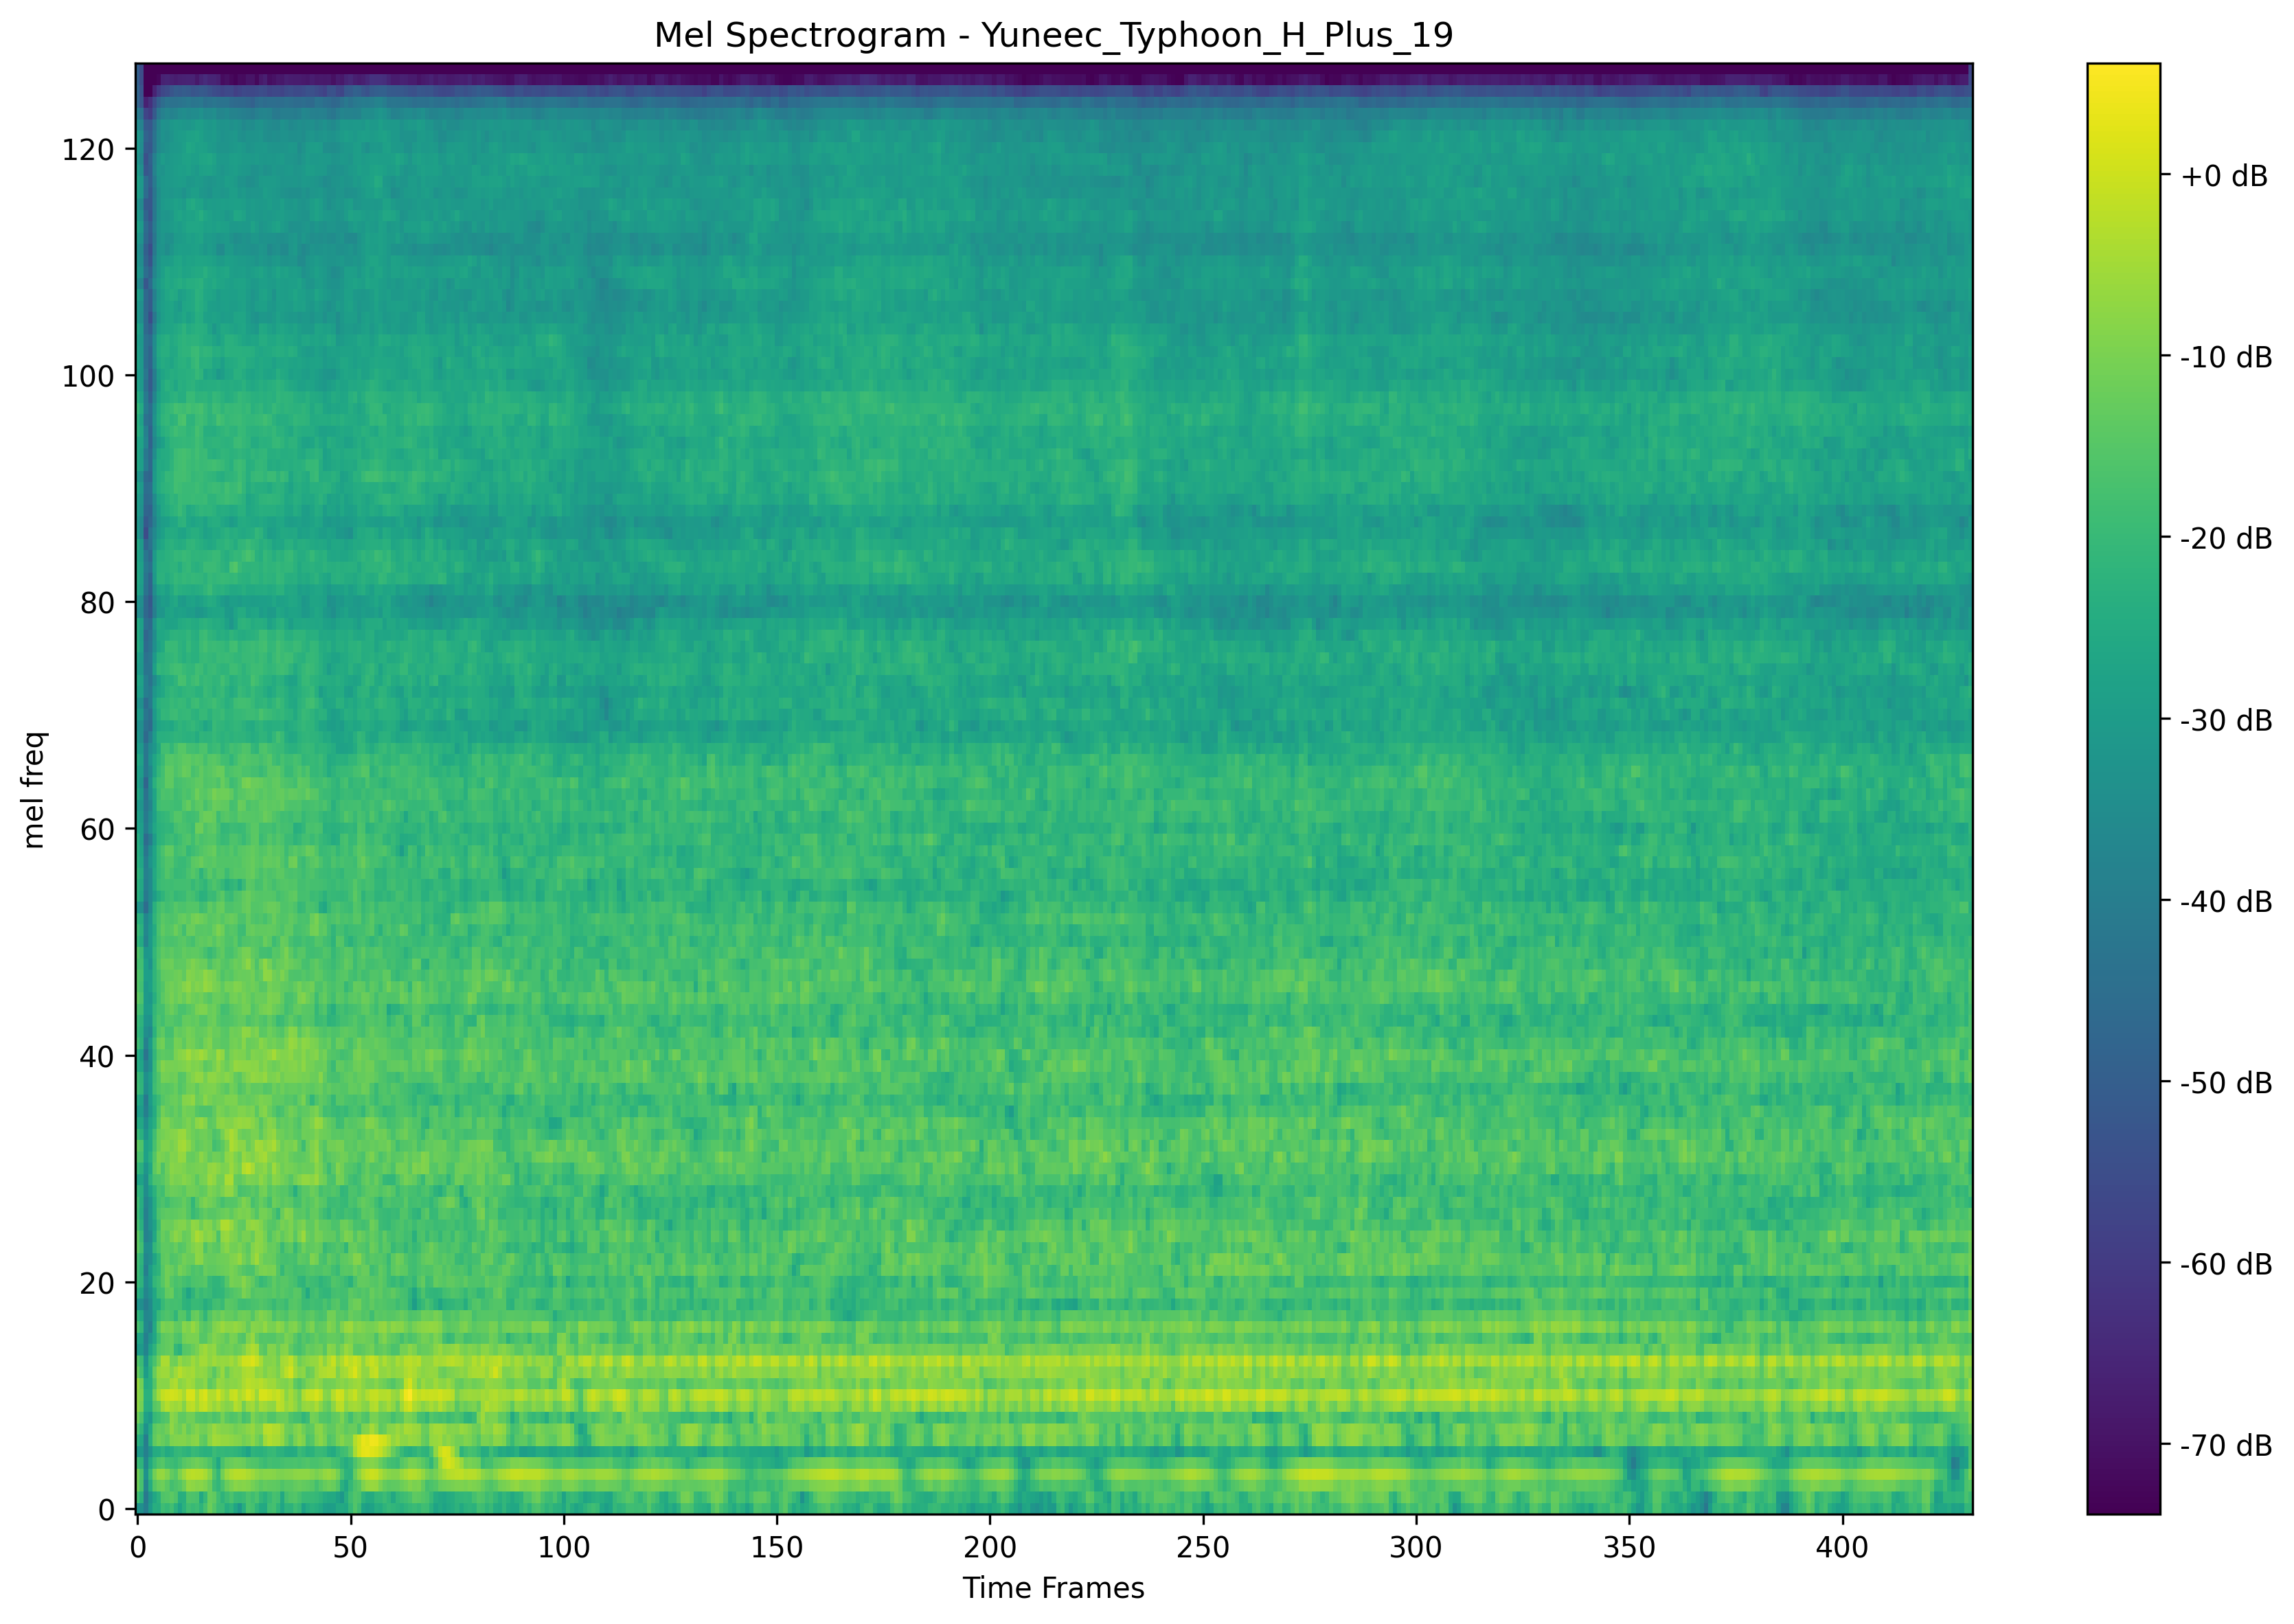 Mel Spectrogram - Yuneec_Typhoon_H_Plus_19
mel freq
120
100
80
60
40
20
0
0 50 100 150 200 250 300 350 400
Time Frames
+0 dB
-10 dB
-20 dB
-30 dB
-40 dB
-50 dB
-60 dB
-70 dB